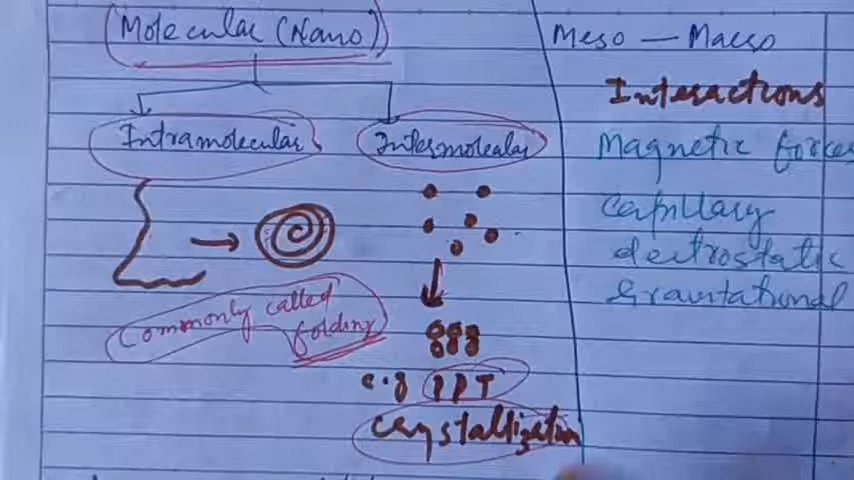 Molecular (Nano)
Intramolecular
Intermolecular
Commonly called
folding
e.g PPT
crystallization
Meso — Macro
Interactions
Magnetic forces
Capillary
electrostatic
Gravitational